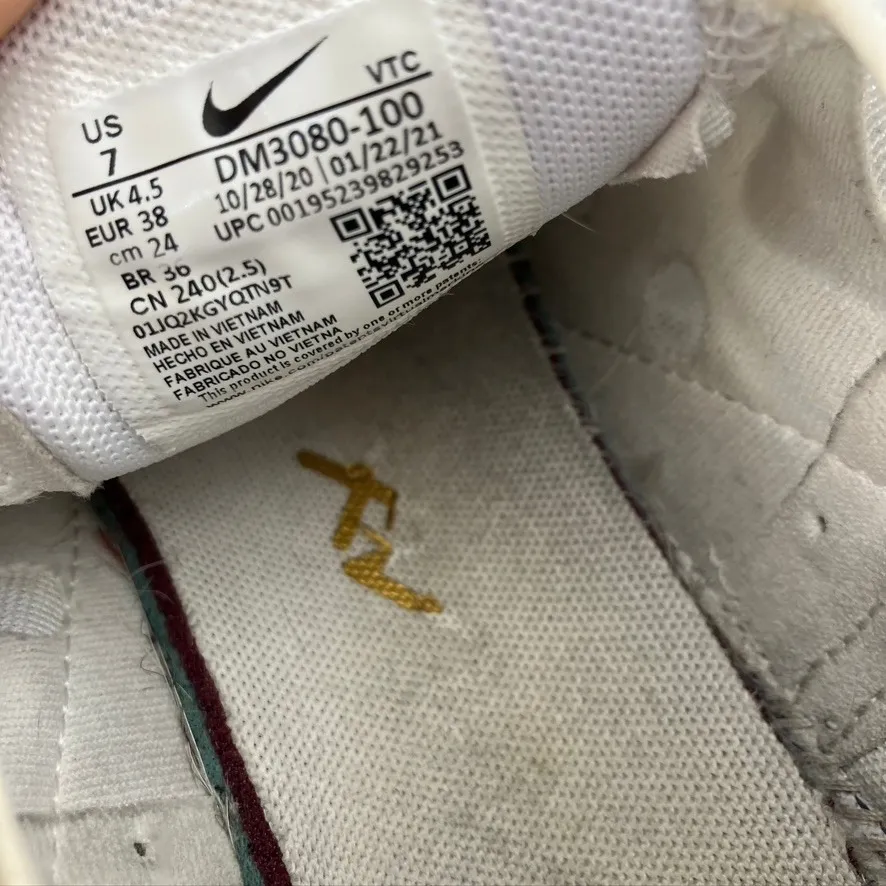 US
7
VTC
DM3080-100
10/28/20 | 01/22/21
UPC 00195239829253
UK 4.5
EUR 38
cm 24
BR 36
CN 240(2.5)
01JQ2KGYQTN9T
MADE IN VIETNAM
HECHO EN VIETNAM
FABRIQUE AU VIETNAM
FABRICADO NO VIETNA
This product is covered by one or more patents.